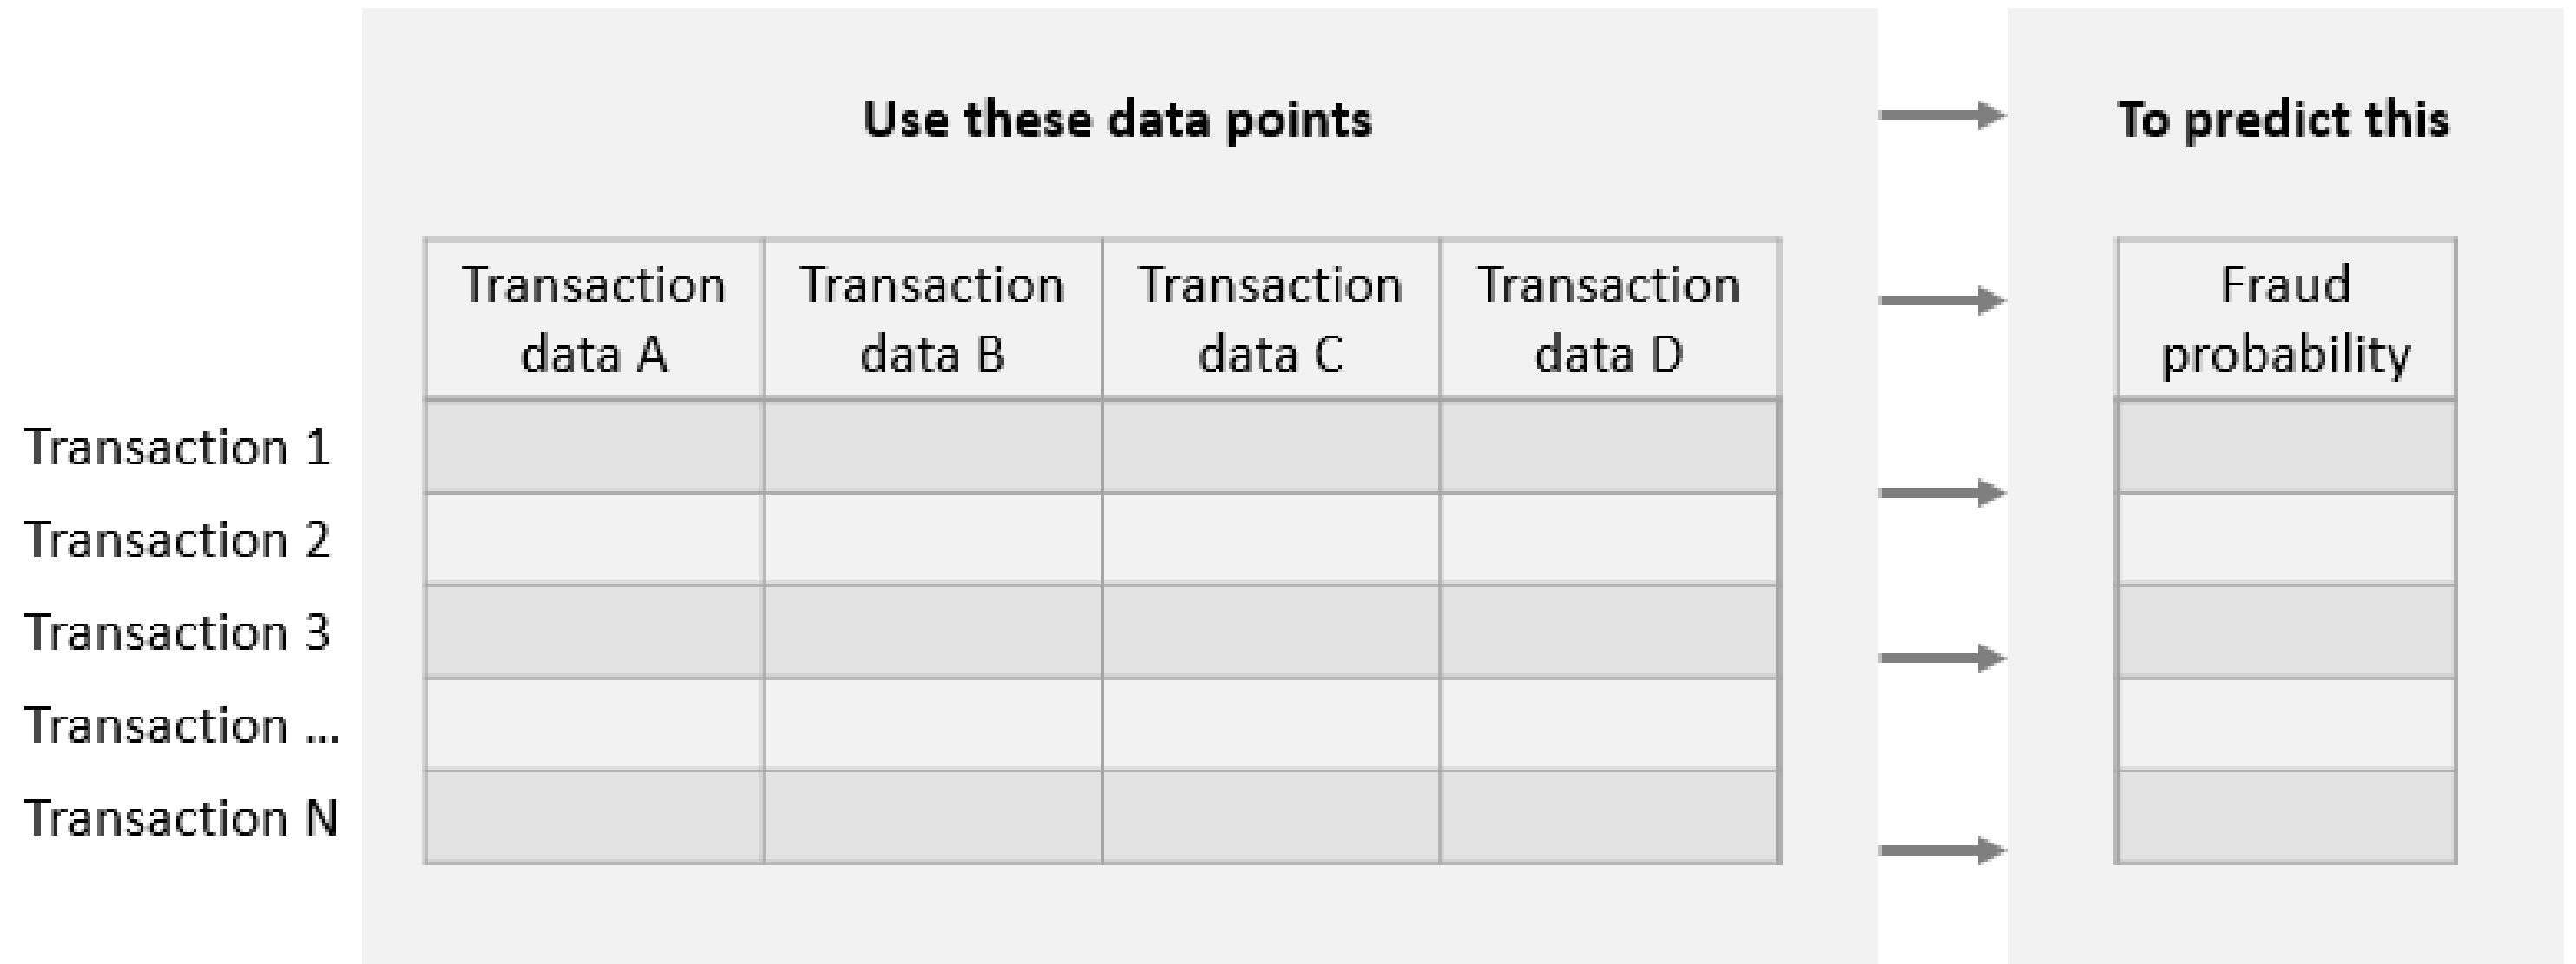 Use these data points
To predict this
Transaction
data A
Transaction
data B
Transaction
data C
Transaction
data D
Fraud
probability
Transaction 1
Transaction 2
Transaction 3
Transaction ...
Transaction N